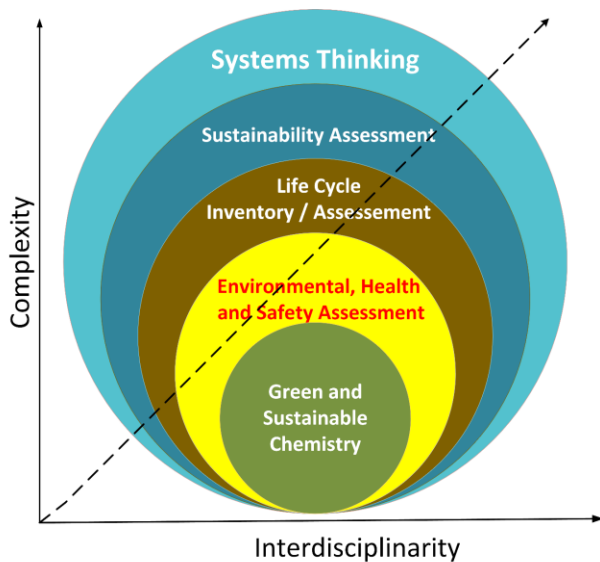 Systems Thinking
Sustainability Assessment
Life Cycle
Inventory / Assessement
Environmental, Health
and Safety Assessment
Green and
Sustainable
Chemistry
Complexity
Interdisciplinarity